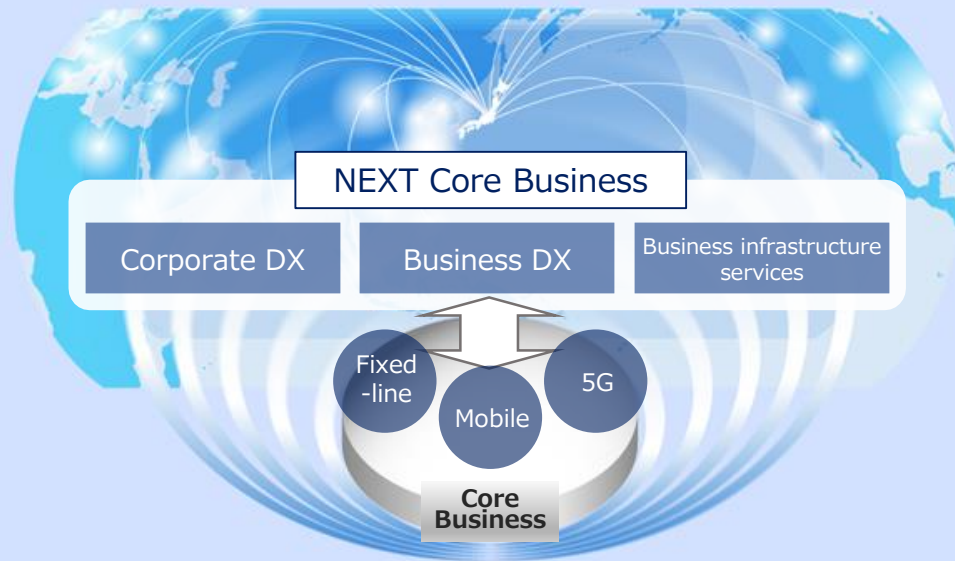 NEXT Core Business
Corporate DX
Business DX
Business infrastructure
services
Fixed
-line
Mobile
5G
Core
Business